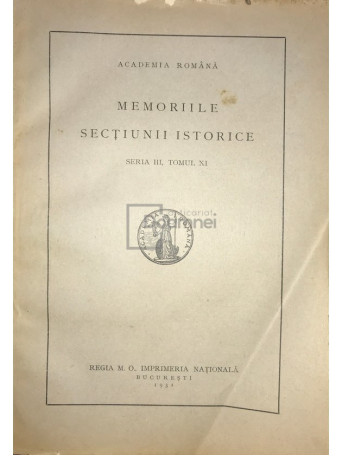 ACADEMIA ROMÂNĂ
MEMORIILE
SECȚIUNII ISTORICE
SERIA III, TOMUL XI
REGIA M. O., IMPRIMERIA NAȚIONALĂ
BUCUREȘTI